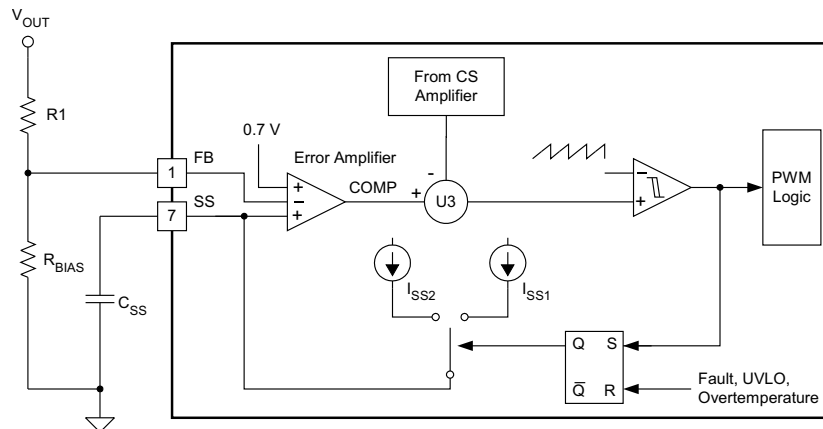 V_OUT
From CS
Amplifier
R1
0.7 V
Error Amplifier
FB
1
COMP
U3
PWM
Logic
SS
7
+
−
+
+
-
−
+
R_BIAS
C_SS
I_SS2
I_SS1
Q S
Q̅ R
Fault, UVLO,
Overtemperature